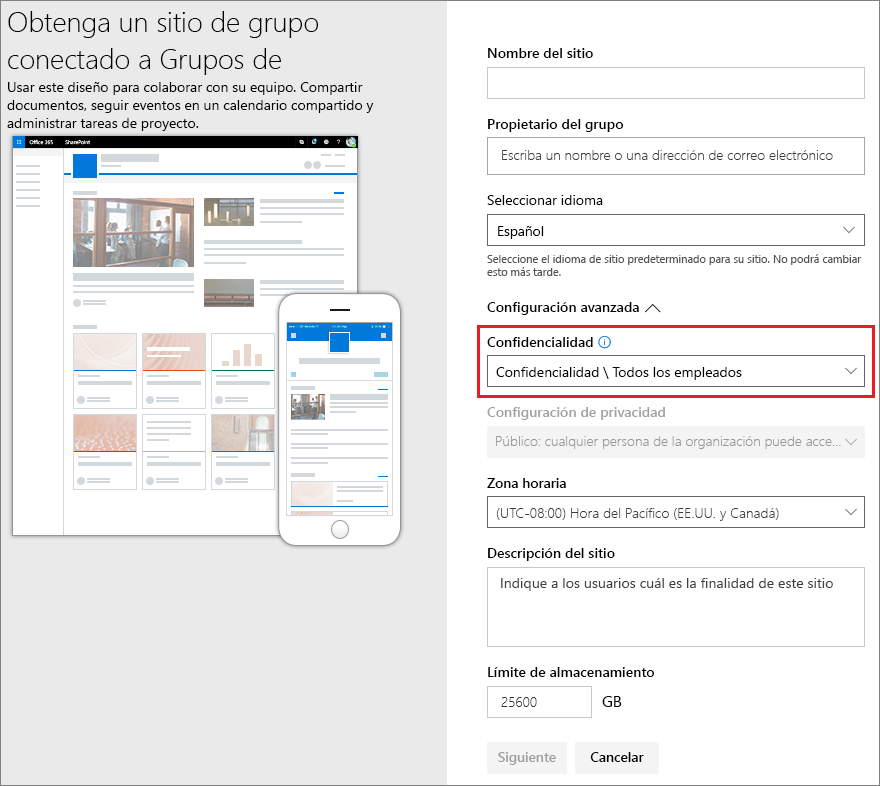 Obtenga un sitio de grupo
conectado a Grupos de
Usar este diseño para colaborar con su equipo. Compartir
documentos, seguir eventos en un calendario compartido y
administrar tareas de proyecto.
Office 365 SharePoint
Nombre del sitio
Propietario del grupo
Escriba un nombre o una dirección de correo electrónico
Seleccionar idioma
Español
Seleccione el idioma de sitio predeterminado para su sitio. No podrá cambiar
esto más tarde.
Configuración avanzada
Confidencialidad
Confidencialidad \ Todos los empleados
Configuración de privacidad
Público: cualquier persona de la organización puede acce...
Zona horaria
(UTC-08:00) Hora del Pacífico (EE.UU. y Canadá)
Descripción del sitio
Indique a los usuarios cuál es la finalidad de este sitio
Límite de almacenamiento
25600 GB
Siguiente Cancelar